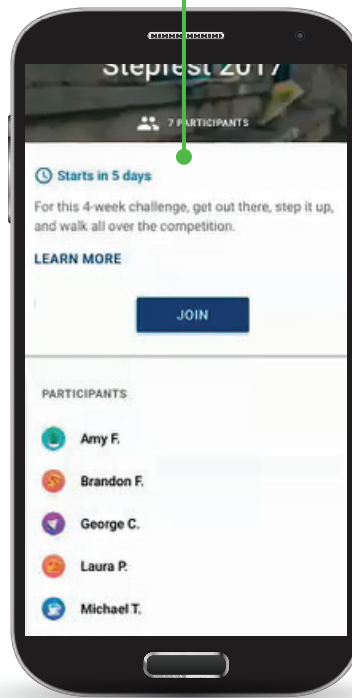 Stepfest 2017
7 PARTICIPANTS
Starts in 5 days
For this 4-week challenge, get out there, step it up,
and walk all over the competition.
LEARN MORE
JOIN
PARTICIPANTS
Amy F.
Brandon F.
George C.
Laura P.
Michael T.